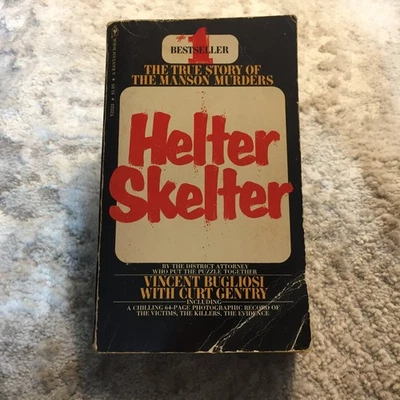 #1
BESTSELLER
THE TRUE STORY OF
THE MANSON MURDERS
Helter
Skelter
BY THE DISTRICT ATTORNEY
WHO PUT THE PUZZLE TOGETHER
VINCENT BUGLIOSI
WITH CURT GENTRY
INCLUDING
A CHILLING 64-PAGE PHOTOGRAPHIC RECORD OF
THE VICTIMS, THE KILLERS, THE EVIDENCE